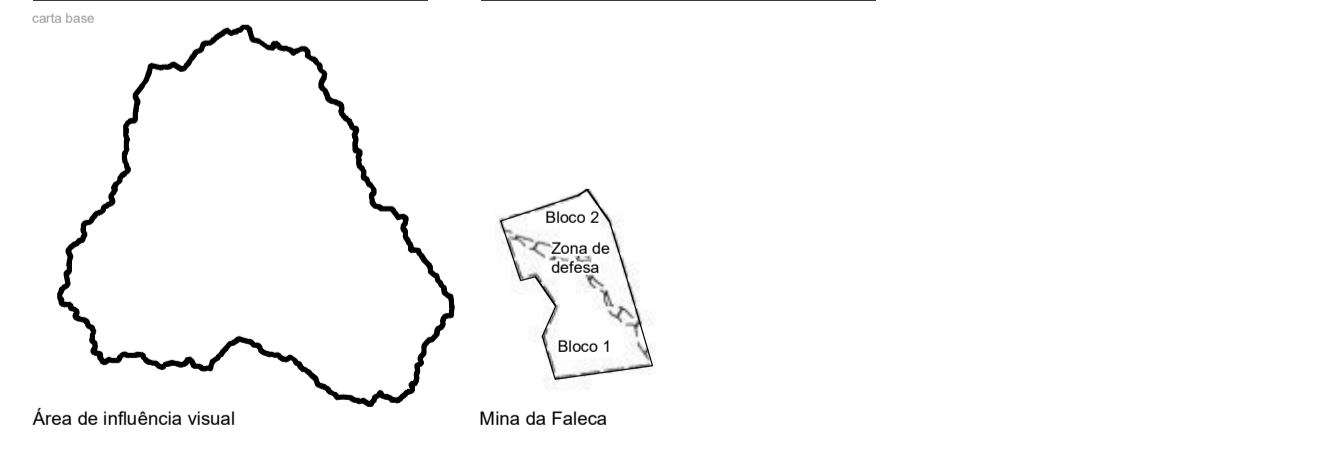 carta base
Bloco 2
Zona de
defesa
Bloco 1
Área de influência visual
Mina da Faleca